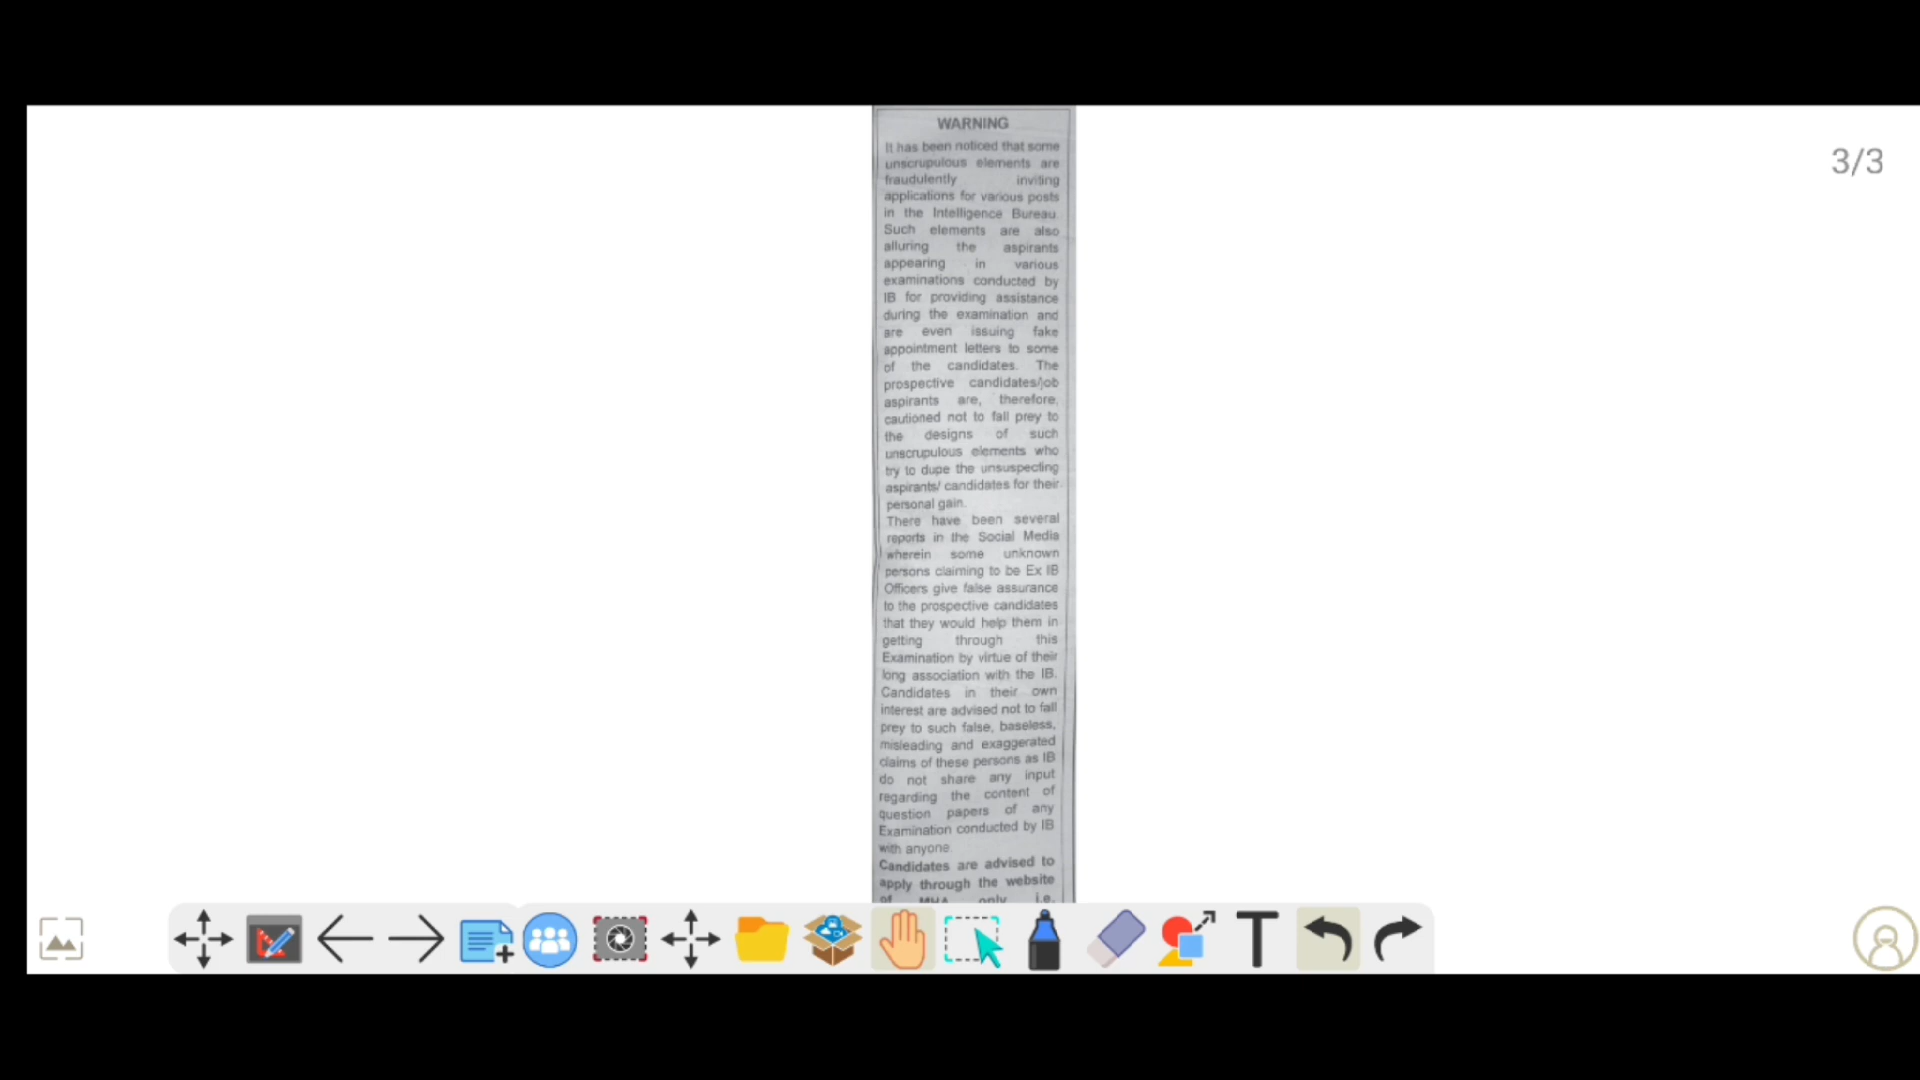 WARNING
It has been noticed that some
unscrupulous elements are
fraudulently inviting
applications for various posts
in the Intelligence Bureau.
Such elements are also
alluring the aspirants
appearing in various
examinations conducted by
IB for providing assistance
during the examination and
are even issuing fake
appointment letters to some
of the candidates. The
prospective candidates/job
aspirants are, therefore,
cautioned not to fall prey to
the designs of such
unscrupulous elements who
try to dupe the unsuspecting
aspirants/ candidates for their
personal gain.
There have been several
reports in the Social Media
wherein some unknown
persons claiming to be Ex IB
Officers give false assurance
to the prospective candidates
that they would help them in
getting through this
Examination by virtue of their
long association with the IB.
Candidates in their own
interest are advised not to fall
prey to such false, baseless,
misleading and exaggerated
claims of these persons as IB
do not share any input
regarding the content of
question papers of any
Examination conducted by IB
with anyone.
Candidates are advised to
apply through the website
of MHA only i.e.
3/3
T